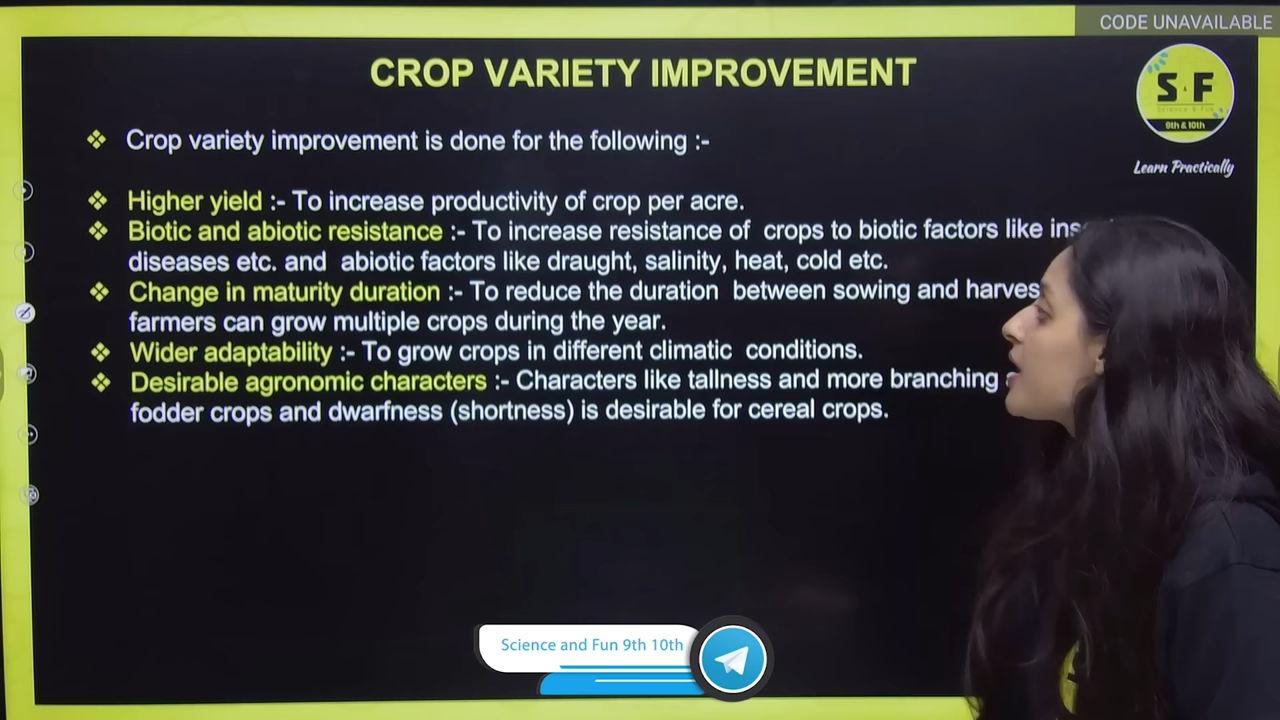 CODE UNAVAILABLE
CROP VARIETY IMPROVEMENT
S F
Science & Fun
9th & 10th
Learn Practically
❖ Crop variety improvement is done for the following :-
❖ Higher yield :- To increase productivity of crop per acre.
❖ Biotic and abiotic resistance :- To increase resistance of crops to biotic factors like
diseases etc. and abiotic factors like draught, salinity, heat, cold etc.
❖ Change in maturity duration :- To reduce the duration between sowing and
farmers can grow multiple crops during the year.
❖ Wider adaptability :- To grow crops in different climatic conditions.
❖ Desirable agronomic characters :- Characters like tallness and more branching
fodder crops and dwarfness (shortness) is desirable for cereal crops.
Science and Fun 9th 10th